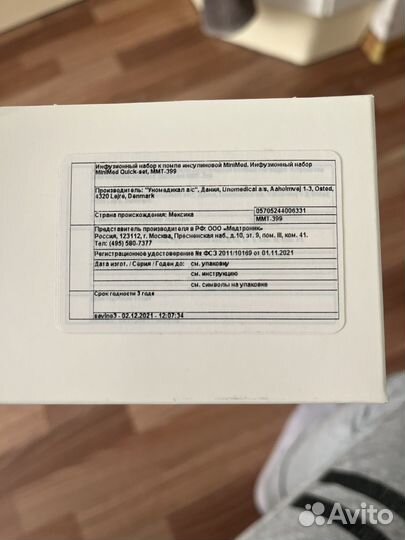 Инфузионный набор к помпе инсулиновой MiniMed. Инфузионный набор
MiniMed Quick-set, MMT-399
Производитель: "Уномедикал а/с", Дания, Unomedical a/s, Aaholmvej 1-3, Osted,
4320 Lejre, Denmark
Страна происхождения: Мексика
05705244006331
MMT-399
Представитель производителя в РФ: ООО «Медтроник»
Россия, 123112, г. Москва, Пресненская наб., д.10, эт. 9, пом. III, ком. 41.
Тел: (495) 580-7377
Регистрационное удостоверение № ФСЗ 2011/10169 от 01.11.2021
Дата изгот. / Серия / Годен до: см. упаковку
см. инструкцию
см. символы на упаковке
Срок годности 3 года
sevins3 - 02.12.2021 - 12:07:34
Avito